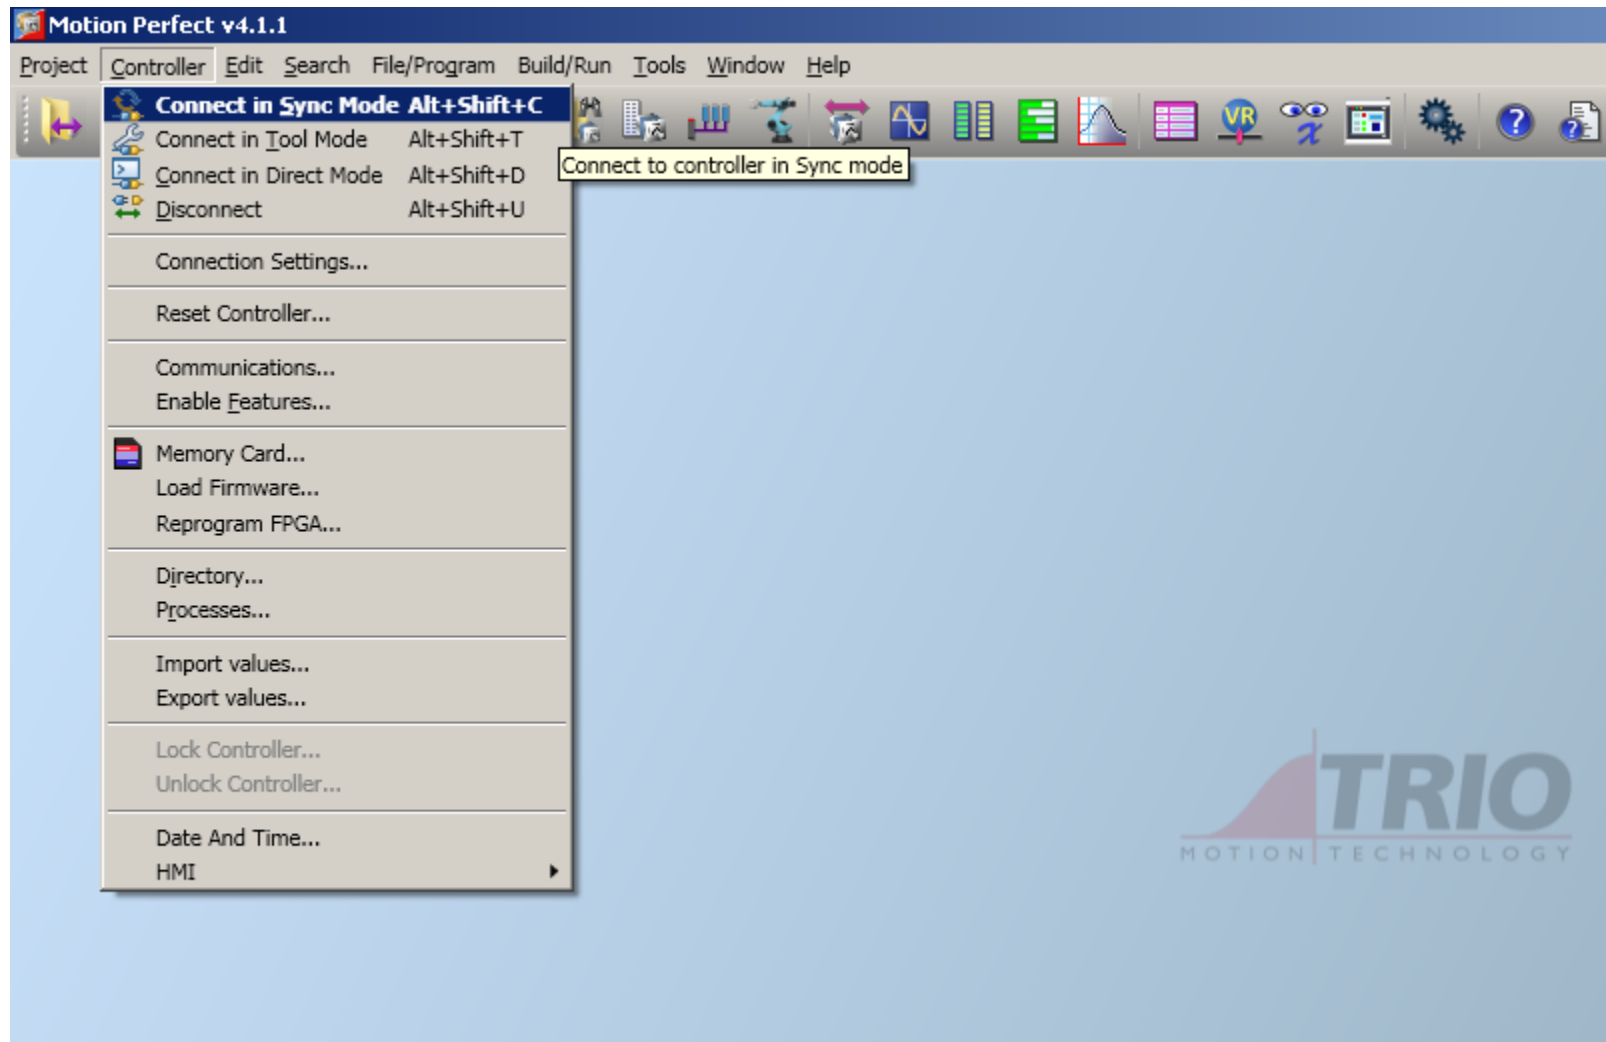 Motion Perfect v4.1.1
Project Controller Edit Search File/Program Build/Run Tools Window Help
Connect in Sync Mode Alt+Shift+C
Connect in Tool Mode Alt+Shift+T
Connect to controller in Sync mode
Connect in Direct Mode Alt+Shift+D
Disconnect Alt+Shift+U
Connection Settings...
Reset Controller...
Communications...
Enable Features...
Memory Card...
Load Firmware...
Reprogram FPGA...
Directory...
Processes...
Import values...
Export values...
Lock Controller...
Unlock Controller...
Date And Time...
HMI
VR
TRIO
MOTION TECHNOLOGY